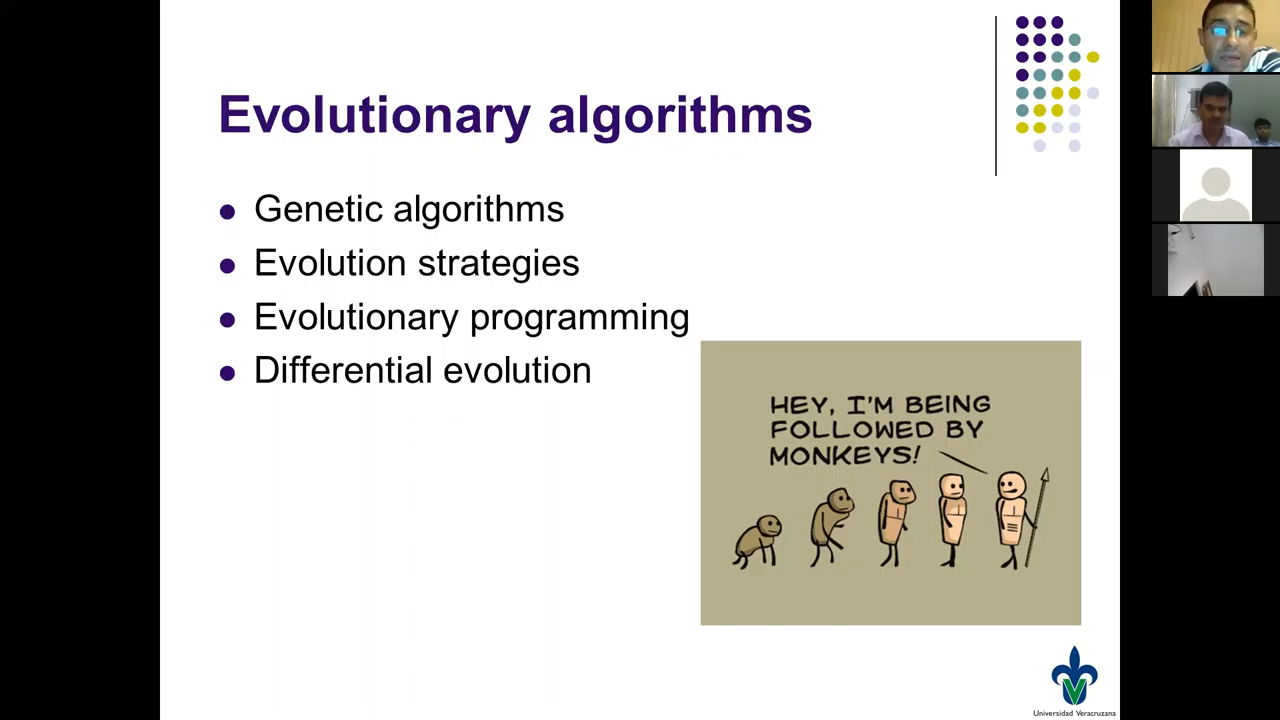 Evolutionary algorithms
Genetic algorithms
Evolution strategies
Evolutionary programming
Differential evolution
HEY, I'M BEING
FOLLOWED BY
MONKEYS!
Universidad Veracruzana